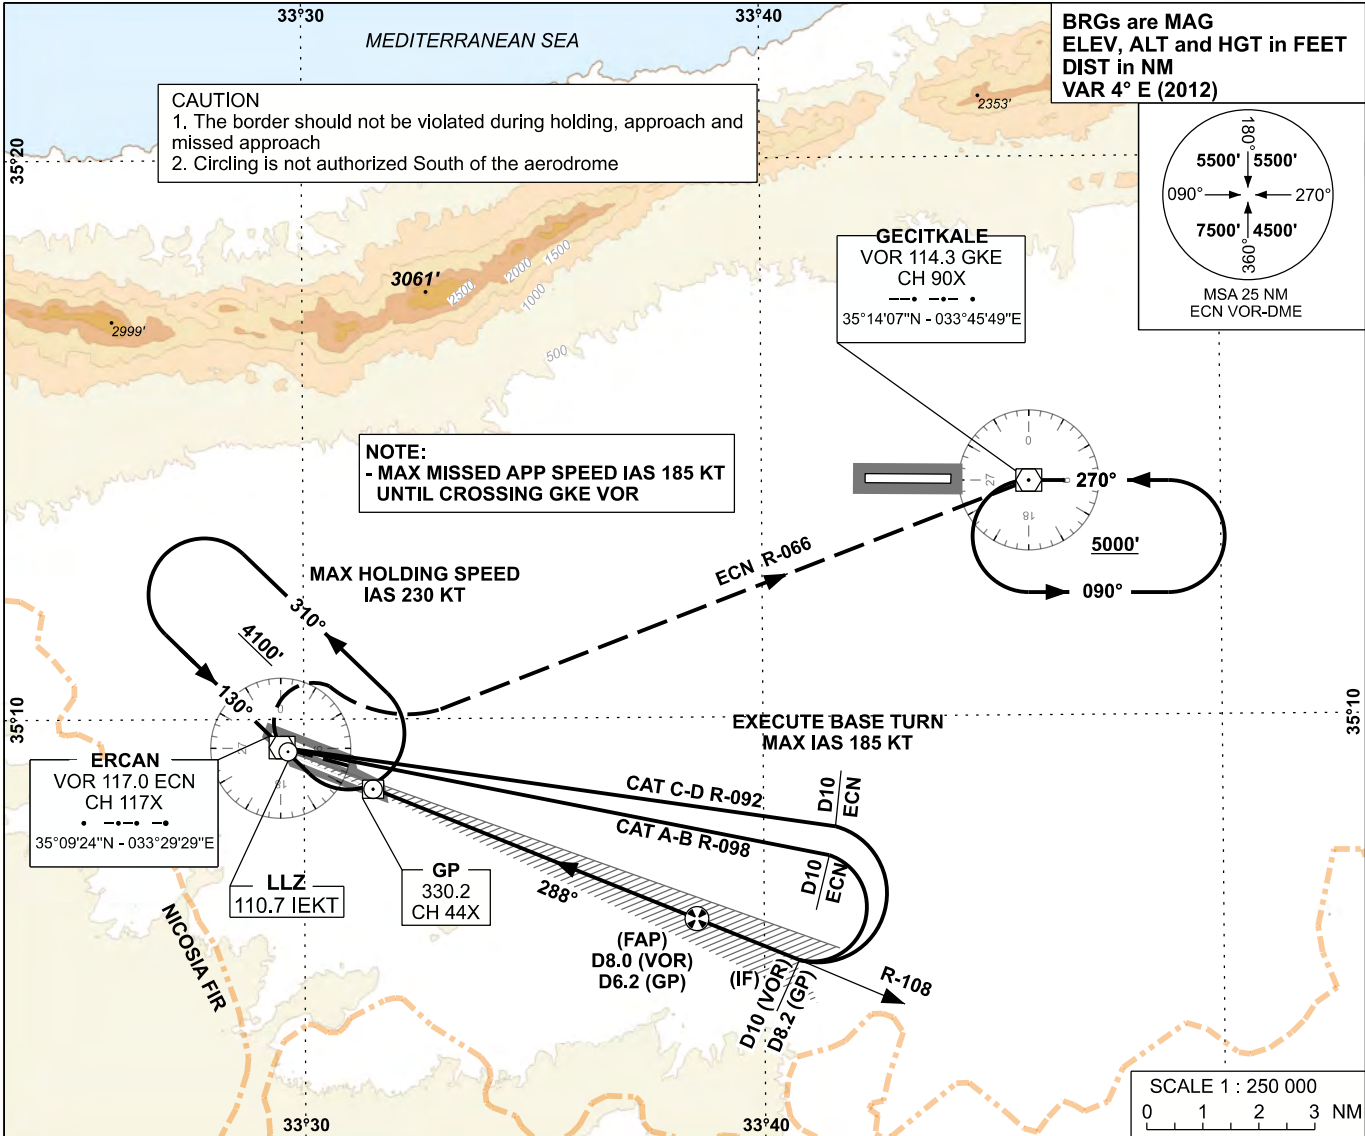 33°30
33°40
MEDITERRANEAN SEA
BRGs are MAG
ELEV, ALT and HGT in FEET
DIST in NM
VAR 4° E (2012)
CAUTION
1. The border should not be violated during holding, approach and
missed approach
2. Circling is not authorized South of the aerodrome
2353'
35°20
180°
5500' 5500'
090° 270°
7500' 4500'
360°
MSA 25 NM
ECN VOR-DME
GECITKALE
VOR 114.3 GKE
CH 90X
--· -·- ·
35°14'07"N - 033°45'49"E
3061'
2999'
2500
2000
1500
1000
500
NOTE:
- MAX MISSED APP SPEED IAS 185 KT
UNTIL CROSSING GKE VOR
0
27
18
270°
5000'
090°
ECN R-066
MAX HOLDING SPEED
IAS 230 KT
310°
4100'
130°
35°10
35°10
EXECUTE BASE TURN
MAX IAS 185 KT
0
27
18
ERCAN
VOR 117.0 ECN
CH 117X
· -·-· -·
35°09'24"N - 033°29'29"E
LLZ
110.7 IEKT
GP
330.2
CH 44X
CAT C-D R-092
D10
ECN
CAT A-B R-098
D10
ECN
288°
(FAP)
D8.0 (VOR)
D6.2 (GP)
(IF)
D10 (VOR)
D8.2 (GP)
R-108
NICOSIA FIR
SCALE 1 : 250 000
0 1 2 3 NM
33°30
33°40